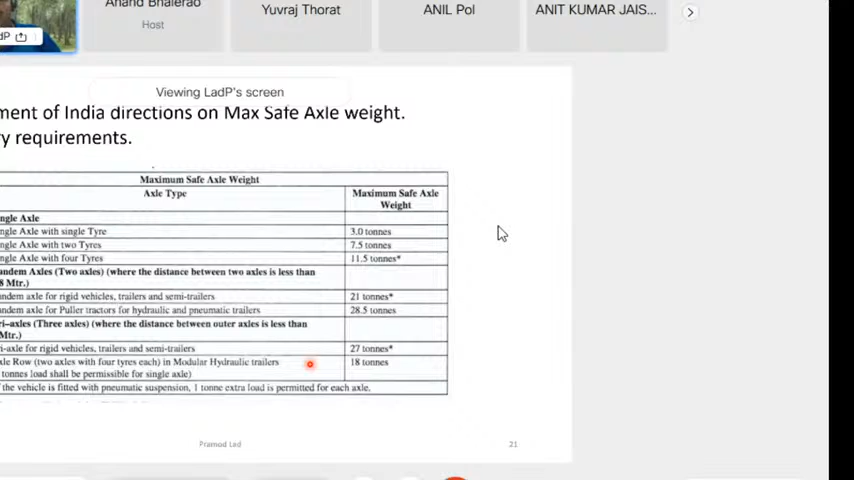 Anand Bhalerao
Yuvraj Thorat
ANIL Pol
ANIT KUMAR JAIS...
dP
Host
Viewing LadP's screen
ment of India directions on Max Safe Axle weight.
y requirements.
Maximum Safe Axle Weight
Axle Type
Maximum Safe Axle
Weight
ngle Axle
ngle Axle with single Tyre
3.0 tonnes
ngle Axle with two Tyres
7.5 tonnes
ngle Axle with four Tyres
11.5 tonnes*
andem Axles (Two axles) (where the distance between two axles is less than
8 Mtr.)
andem axle for rigid vehicles, trailers and semi-trailers
21 tonnes*
andem axle for Puller tractors for hydraulic and pneumatic trailers
28.5 tonnes
ri-axles (Three axles) (where the distance between outer axles is less than
Mtr.)
i-axle for rigid vehicles, trailers and semi-trailers
27 tonnes*
xle Row (two axles with four tyres each) in Modular Hydraulic trailers
18 tonnes
tonnes load shall be permissible for single axle)
the vehicle is fitted with pneumatic suspension, 1 tonne extra load is permitted for each axle.
Pramod Lad
21